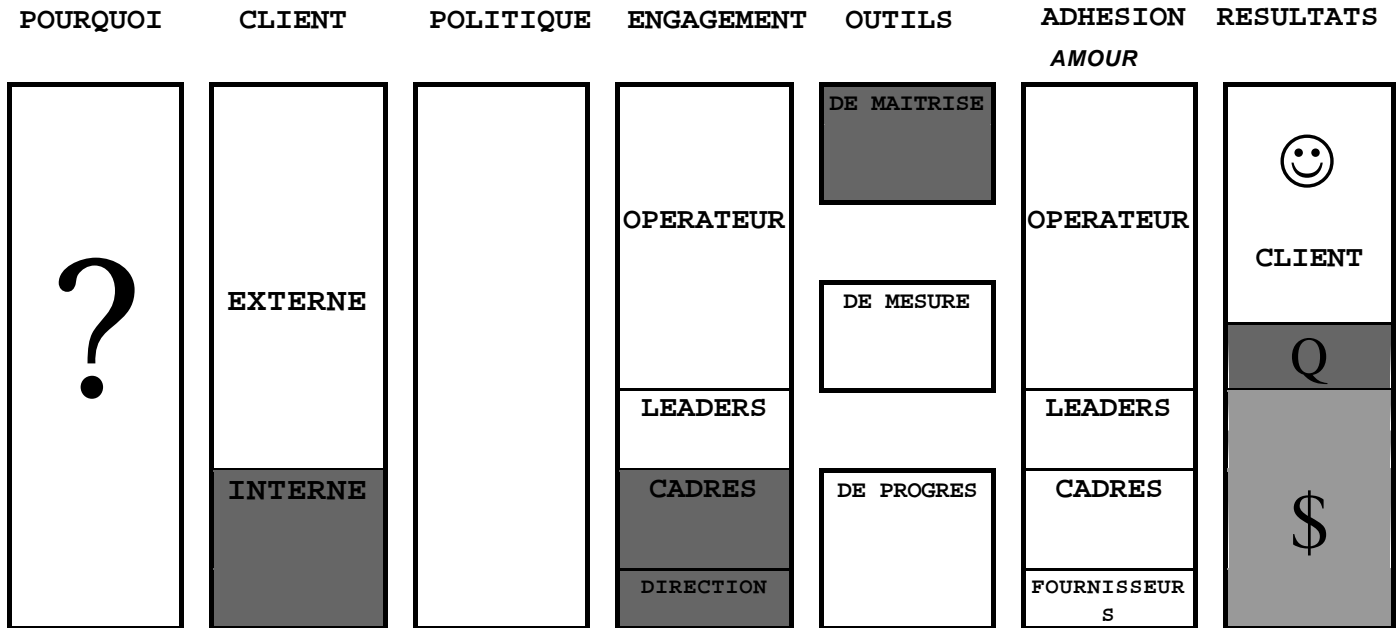 POURQUOI CLIENT POLITIQUE ENGAGEMENT OUTILS ADHESION RESULTATS
AMOUR
?
EXTERNE
INTERNE
OPERATEUR
LEADERS
CADRES
DIRECTION
DE MAITRISE
DE MESURE
DE PROGRES
OPERATEUR
LEADERS
CADRES
FOURNISSEUR
S
CLIENT
Q
$